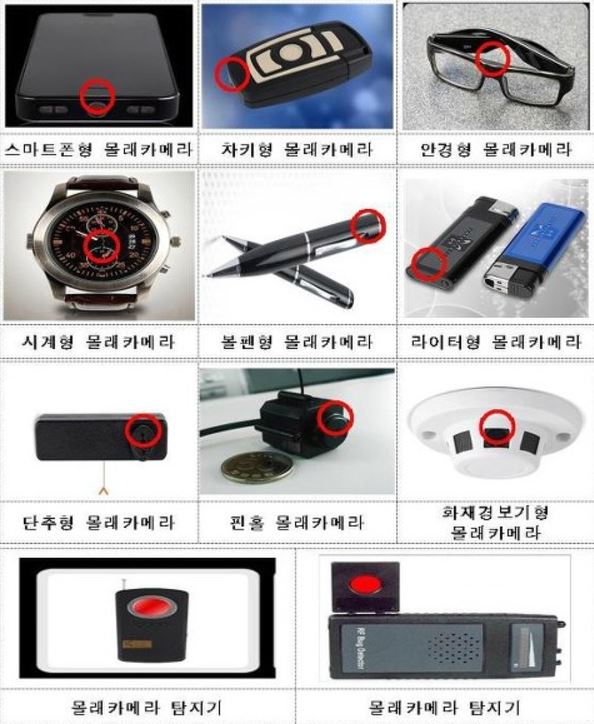 스마트폰형 몰래카메라
차키형 몰래카메라
안경형 몰래카메라
시계형 몰래카메라
볼펜형 몰래카메라
라이터형 몰래카메라
단추형 몰래카메라
핀홀 몰래카메라
화재경보기형
몰래카메라
RF Bug Detector
몰래카메라 탐지기
몰래카메라 탐지기